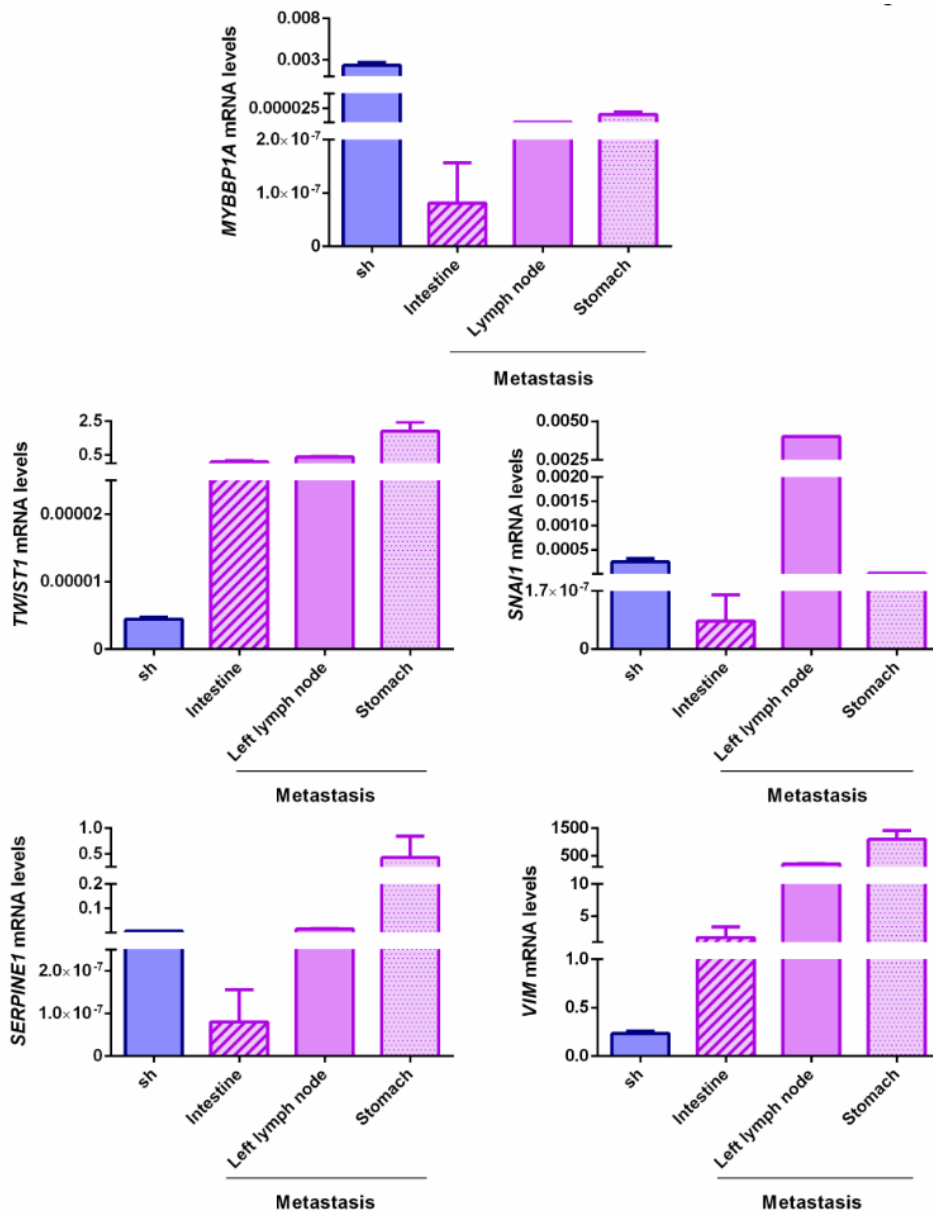 MYBBP1A mRNA levels
0.008
0.003
0.000025
2.0×10⁻⁷
1.0×10⁻⁷
0
sh
Intestine
Lymph node
Stomach
Metastasis
TWIST1 mRNA levels
2.5
0.5
0.00002
0.00001
0
sh
Intestine
Left lymph node
Stomach
Metastasis
SNAI1 mRNA levels
0.0050
0.0025
0.0020
0.0015
0.0010
0.0005
1.7×10⁻⁷
0
sh
Intestine
Left lymph node
Stomach
Metastasis
SERPINE1 mRNA levels
1.0
0.5
0.2
0.1
2.0×10⁻⁷
1.0×10⁻⁷
0
sh
Intestine
Left lymph node
Stomach
Metastasis
VIM mRNA levels
1500
500
10
5
1.0
0.5
0.0
sh
Intestine
Left lymph node
Stomach
Metastasis